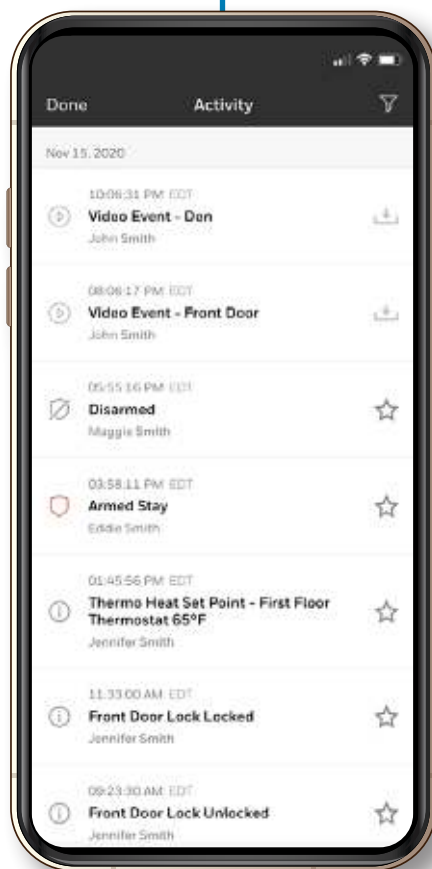 Done
Activity
Nov 15, 2020
10:06:31 PM EDT
Video Event - Den
John Smith
08:06:17 PM EDT
Video Event - Front Door
John Smith
05:55:16 PM EDT
Disarmed
Maggie Smith
03:58:11 PM EDT
Armed Stay
Eddie Smith
01:45:56 PM EDT
Thermo Heat Set Point - First Floor
Thermostat 65°F
Jennifer Smith
11:33:00 AM EDT
Front Door Lock Locked
Jennifer Smith
09:23:30 AM EDT
Front Door Lock Unlocked
Jennifer Smith